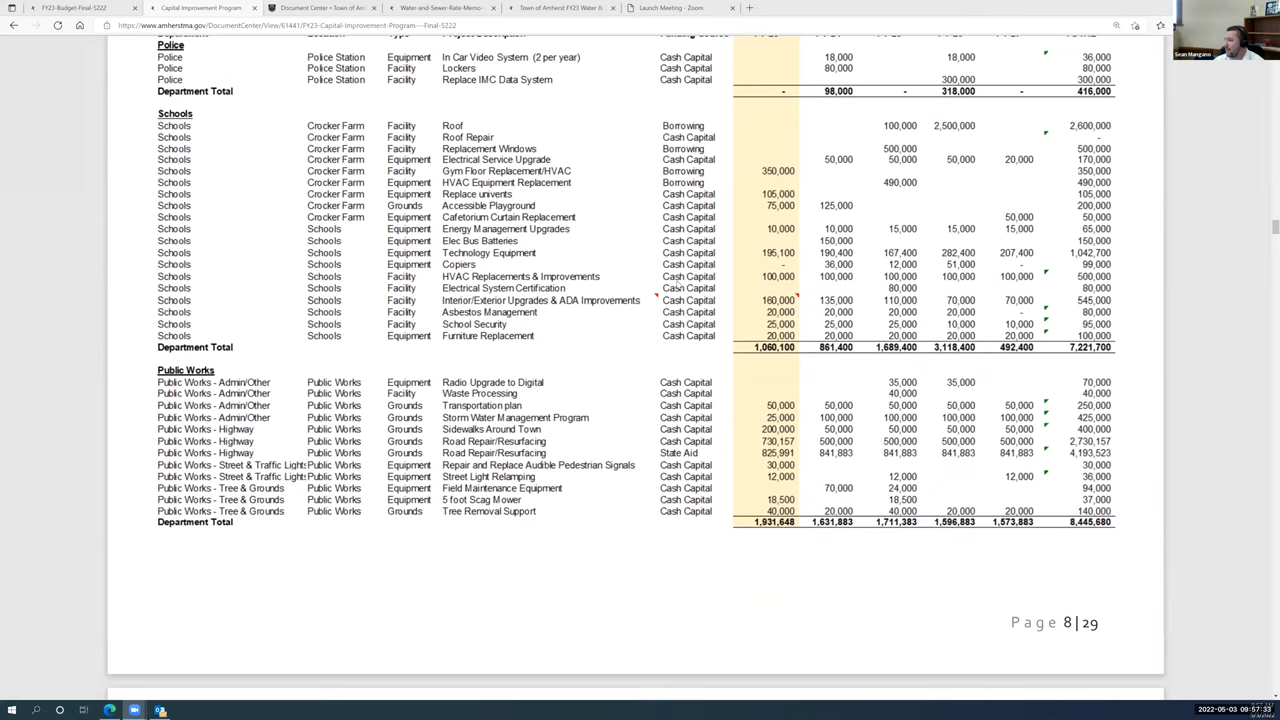 FY23-Budget-Final-5222
Capital Improvement Program
Document Center • Town of Am
Water-and-Sewer-Rate-Memo-
Town of Amherst FY23 Water &
Launch Meeting - Zoom
https://www.amherstma.gov/DocumentCenter/View/61441/FY23-Capital-Improvement-Program---Final-5222
Sean Mangano
Police
Police Police Station Equipment In Car Video System (2 per year) Cash Capital 18,000 18,000 36,000
Police Police Station Facility Lockers Cash Capital 80,000 80,000
Police Police Station Facility Replace IMC Data System Cash Capital 300,000 300,000
Department Total - 98,000 - 318,000 - 416,000
Schools
Schools Crocker Farm Facility Roof Borrowing 100,000 2,500,000 2,600,000
Schools Crocker Farm Facility Roof Repair Cash Capital -
Schools Crocker Farm Facility Replacement Windows Borrowing 500,000 500,000
Schools Crocker Farm Equipment Electrical Service Upgrade Cash Capital 50,000 50,000 50,000 20,000 170,000
Schools Crocker Farm Facility Gym Floor Replacement/HVAC Borrowing 350,000 350,000
Schools Crocker Farm Equipment HVAC Equipment Replacement Borrowing 490,000 490,000
Schools Crocker Farm Equipment Replace univents Cash Capital 105,000 105,000
Schools Crocker Farm Grounds Accessible Playground Cash Capital 75,000 125,000 200,000
Schools Crocker Farm Equipment Cafetorium Curtain Replacement Cash Capital 50,000 50,000
Schools Schools Equipment Energy Management Upgrades Cash Capital 10,000 10,000 15,000 15,000 15,000 65,000
Schools Schools Equipment Elec Bus Batteries Cash Capital 150,000 150,000
Schools Schools Equipment Technology Equipment Cash Capital 195,100 190,400 167,400 282,400 207,400 1,042,700
Schools Schools Equipment Copiers Cash Capital - 36,000 12,000 51,000 - 99,000
Schools Schools Facility HVAC Replacements & Improvements Cash Capital 100,000 100,000 100,000 100,000 100,000 500,000
Schools Schools Facility Electrical System Certification Cash Capital 80,000 80,000
Schools Schools Facility Interior/Exterior Upgrades & ADA Improvements Cash Capital 160,000 135,000 110,000 70,000 70,000 545,000
Schools Schools Facility Asbestos Management Cash Capital 20,000 20,000 20,000 20,000 - 80,000
Schools Schools Facility School Security Cash Capital 25,000 25,000 25,000 10,000 10,000 95,000
Schools Schools Equipment Furniture Replacement Cash Capital 20,000 20,000 20,000 20,000 20,000 100,000
Department Total 1,060,100 861,400 1,689,400 3,118,400 492,400 7,221,700
Public Works
Public Works - Admin/Other Public Works Equipment Radio Upgrade to Digital Cash Capital 35,000 35,000 70,000
Public Works - Admin/Other Public Works Facility Waste Processing Cash Capital 40,000 40,000
Public Works - Admin/Other Public Works Grounds Transportation plan Cash Capital 50,000 50,000 50,000 50,000 50,000 250,000
Public Works - Admin/Other Public Works Grounds Storm Water Management Program Cash Capital 25,000 100,000 100,000 100,000 100,000 425,000
Public Works - Highway Public Works Grounds Sidewalks Around Town Cash Capital 200,000 50,000 50,000 50,000 50,000 400,000
Public Works - Highway Public Works Grounds Road Repair/Resurfacing Cash Capital 730,157 500,000 500,000 500,000 500,000 2,730,157
Public Works - Highway Public Works Grounds Road Repair/Resurfacing State Aid 825,991 841,883 841,883 841,883 841,883 4,193,523
Public Works - Street & Traffic Lights Public Works Equipment Repair and Replace Audible Pedestrian Signals Cash Capital 30,000 30,000
Public Works - Street & Traffic Lights Public Works Equipment Street Light Relamping Cash Capital 12,000 12,000 12,000 36,000
Public Works - Tree & Grounds Public Works Equipment Field Maintenance Equipment Cash Capital 70,000 24,000 94,000
Public Works - Tree & Grounds Public Works Equipment 5 foot Scag Mower Cash Capital 18,500 18,500 37,000
Public Works - Tree & Grounds Public Works Grounds Tree Removal Support Cash Capital 40,000 20,000 40,000 20,000 20,000 140,000
Department Total 1,931,648 1,631,883 1,711,383 1,596,883 1,573,883 8,445,680
Page 8|29
2022-05-03 09:57:33